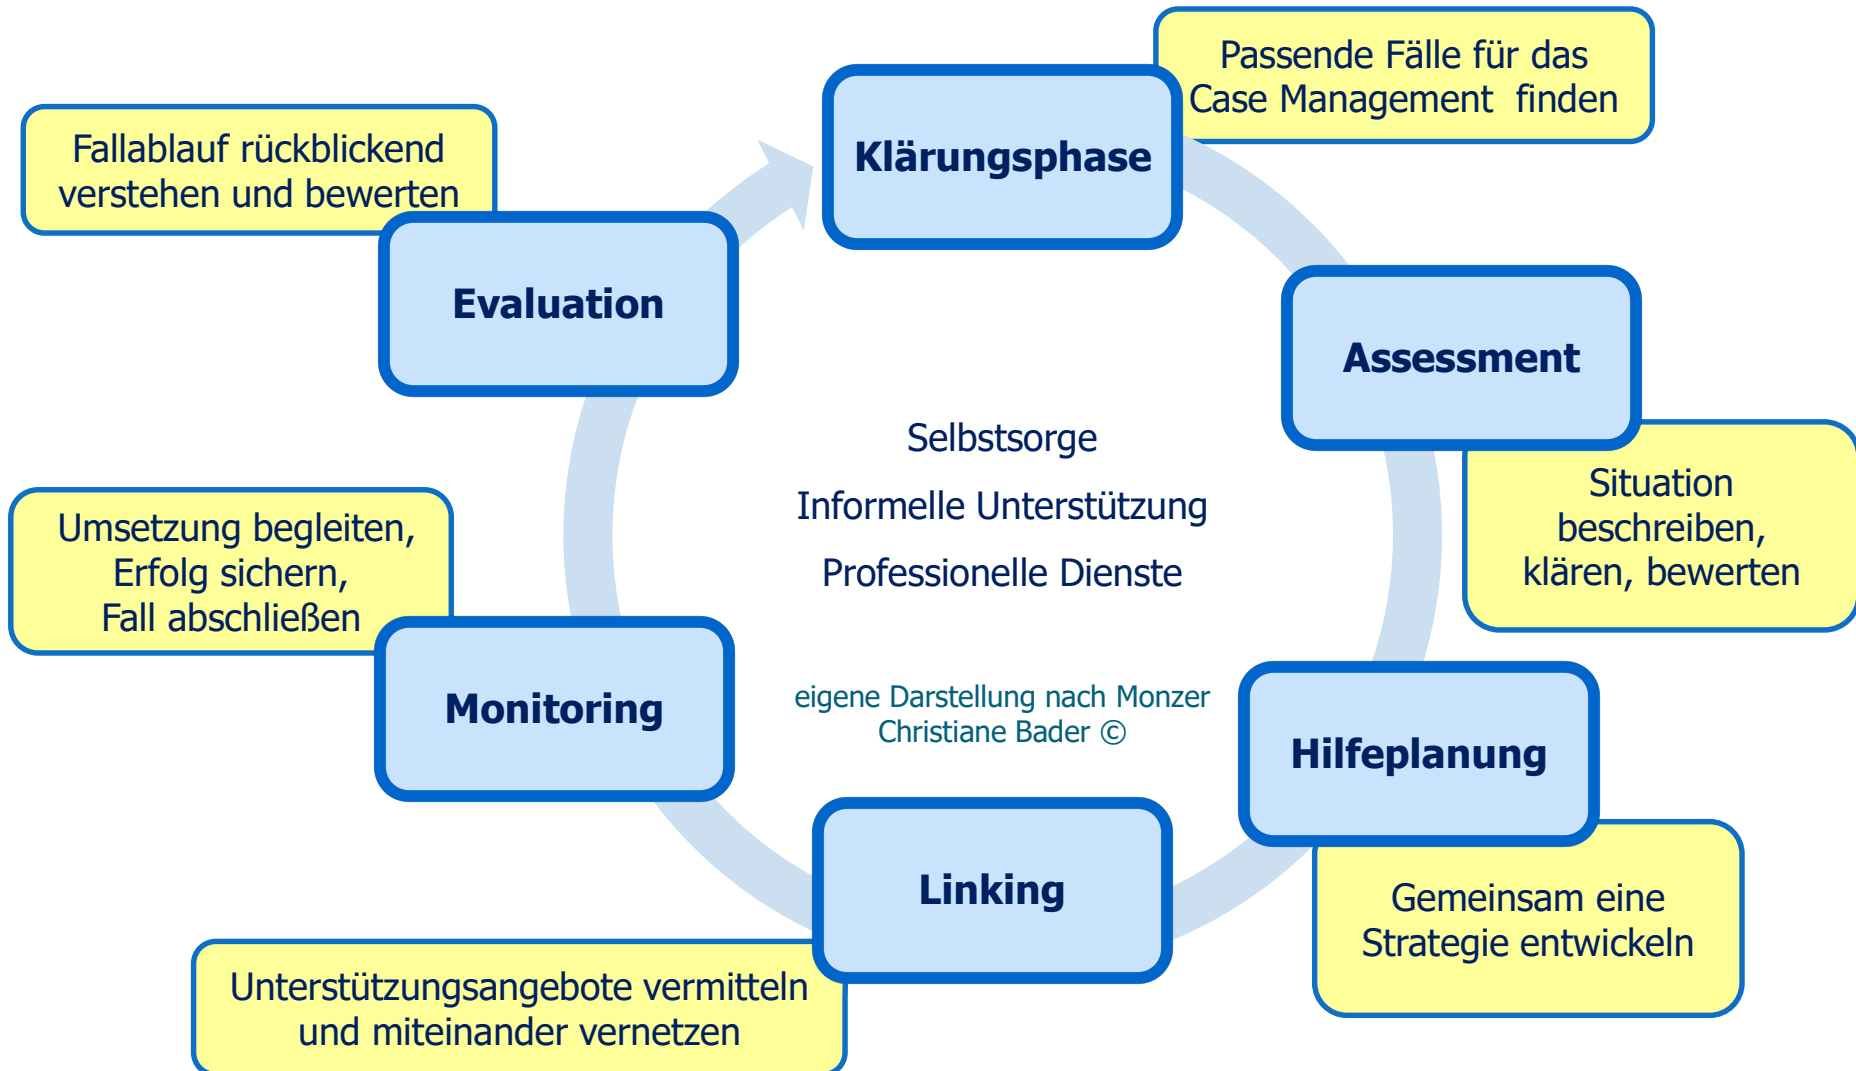 Passende Fälle für das
Case Management  finden
Klärungsphase
Assessment
Situation
beschreiben,
klären, bewerten
Hilfeplanung
Gemeinsam eine
Strategie entwickeln
Linking
Unterstützungsangebote vermitteln
und miteinander vernetzen
Monitoring
Umsetzung begleiten,
Erfolg sichern,
Fall abschließen
Evaluation
Fallablauf rückblickend
verstehen und bewerten
Selbstsorge
Informelle Unterstützung
Professionelle Dienste
eigene Darstellung nach Monzer
Christiane Bader ©